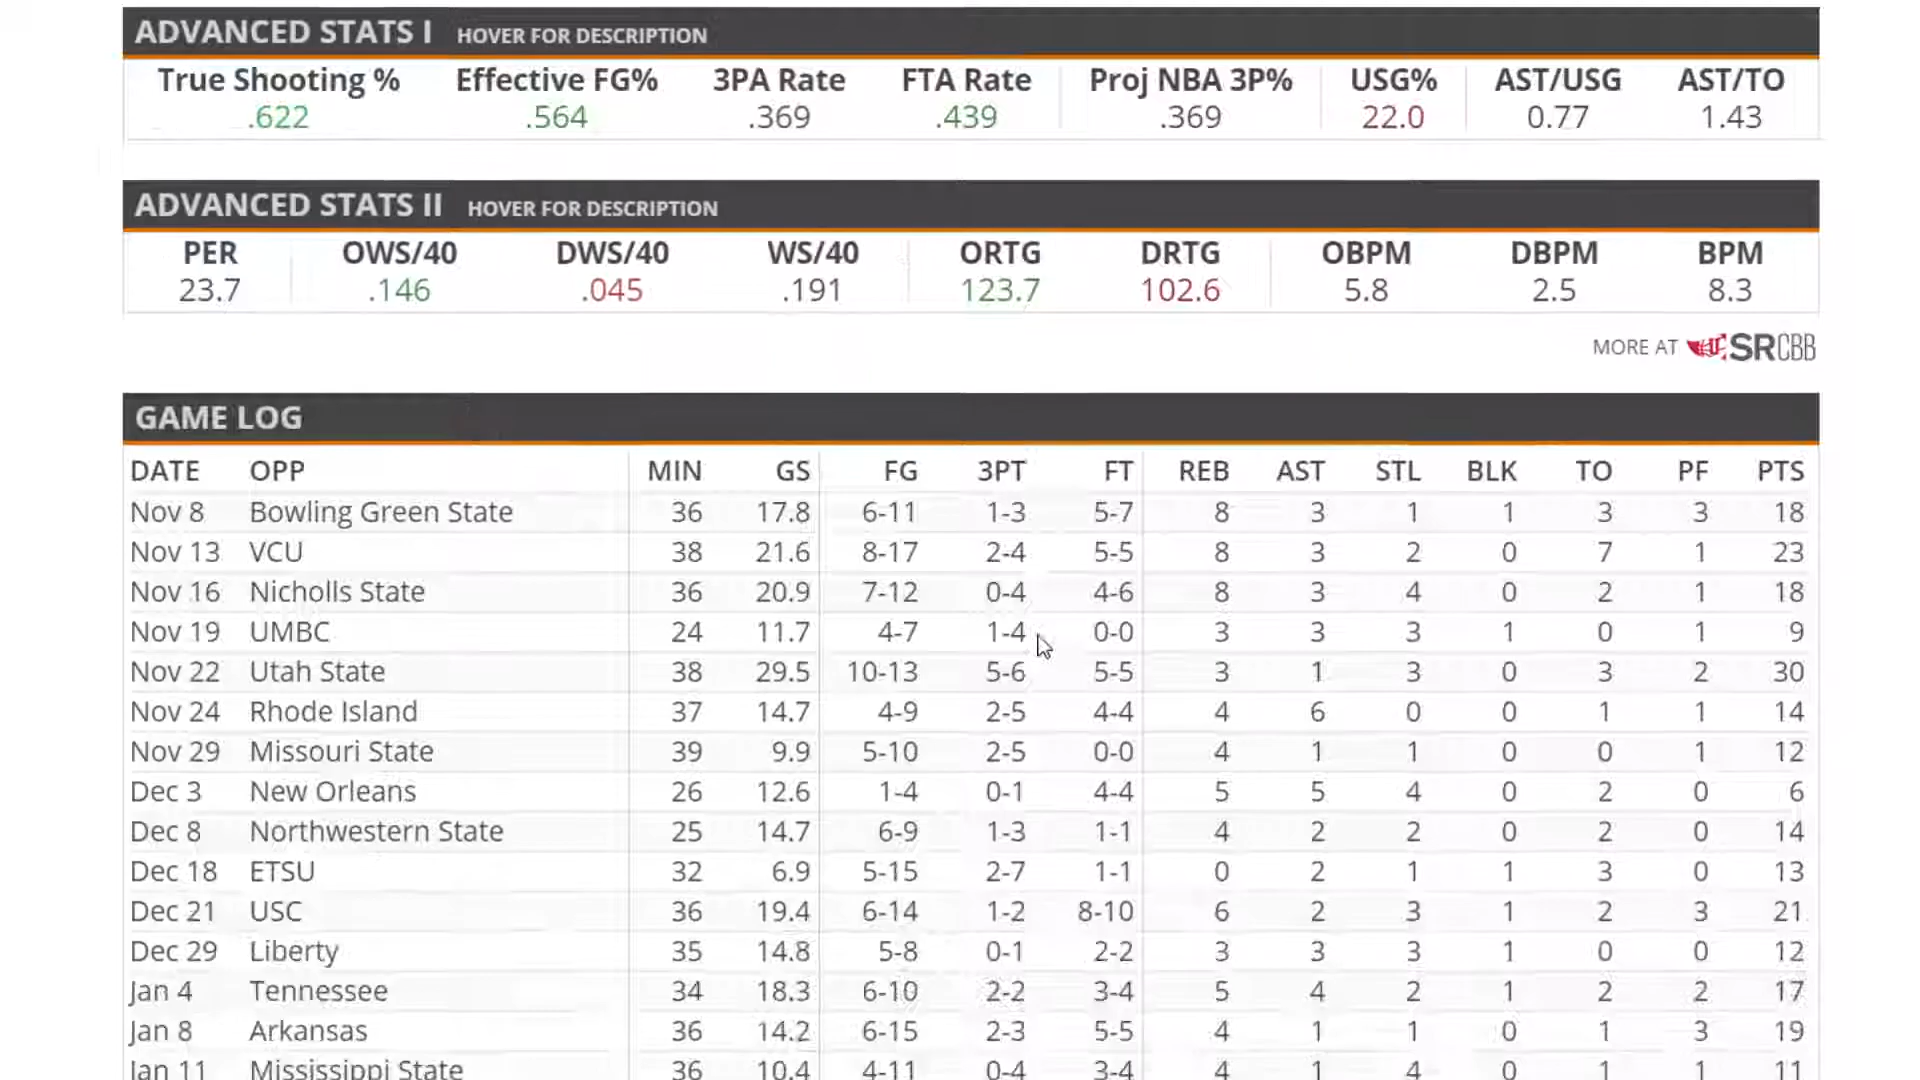 ADVANCED STATS I HOVER FOR DESCRIPTION
True Shooting % Effective FG% 3PA Rate FTA Rate Proj NBA 3P% USG% AST/USG AST/TO
.622 .564 .369 .439 .369 22.0 0.77 1.43
ADVANCED STATS II HOVER FOR DESCRIPTION
PER OWS/40 DWS/40 WS/40 ORTG DRTG OBPM DBPM BPM
23.7 .146 .045 .191 123.7 102.6 5.8 2.5 8.3
MORE AT SRCBB
GAME LOG
DATE OPP MIN GS FG 3PT FT REB AST STL BLK TO PF PTS
Nov 8 Bowling Green State 36 17.8 6-11 1-3 5-7 8 3 1 1 3 3 18
Nov 13 VCU 38 21.6 8-17 2-4 5-5 8 3 2 0 7 1 23
Nov 16 Nicholls State 36 20.9 7-12 0-4 4-6 8 3 4 0 2 1 18
Nov 19 UMBC 24 11.7 4-7 1-4 0-0 3 3 3 1 0 1 9
Nov 22 Utah State 38 29.5 10-13 5-6 5-5 3 1 3 0 3 2 30
Nov 24 Rhode Island 37 14.7 4-9 2-5 4-4 4 6 0 0 1 1 14
Nov 29 Missouri State 39 9.9 5-10 2-5 0-0 4 1 1 0 0 1 12
Dec 3 New Orleans 26 12.6 1-4 0-1 4-4 5 5 4 0 2 0 6
Dec 8 Northwestern State 25 14.7 6-9 1-3 1-1 4 2 2 0 2 0 14
Dec 18 ETSU 32 6.9 5-15 2-7 1-1 0 2 1 1 3 0 13
Dec 21 USC 36 19.4 6-14 1-2 8-10 6 2 3 1 2 3 21
Dec 29 Liberty 35 14.8 5-8 0-1 2-2 3 3 3 1 0 0 12
Jan 4 Tennessee 34 18.3 6-10 2-2 3-4 5 4 2 1 2 2 17
Jan 8 Arkansas 36 14.2 6-15 2-3 5-5 4 1 1 0 1 3 19
Jan 11 Mississippi State 36 10.4 4-11 0-4 3-4 4 1 4 0 1 1 11